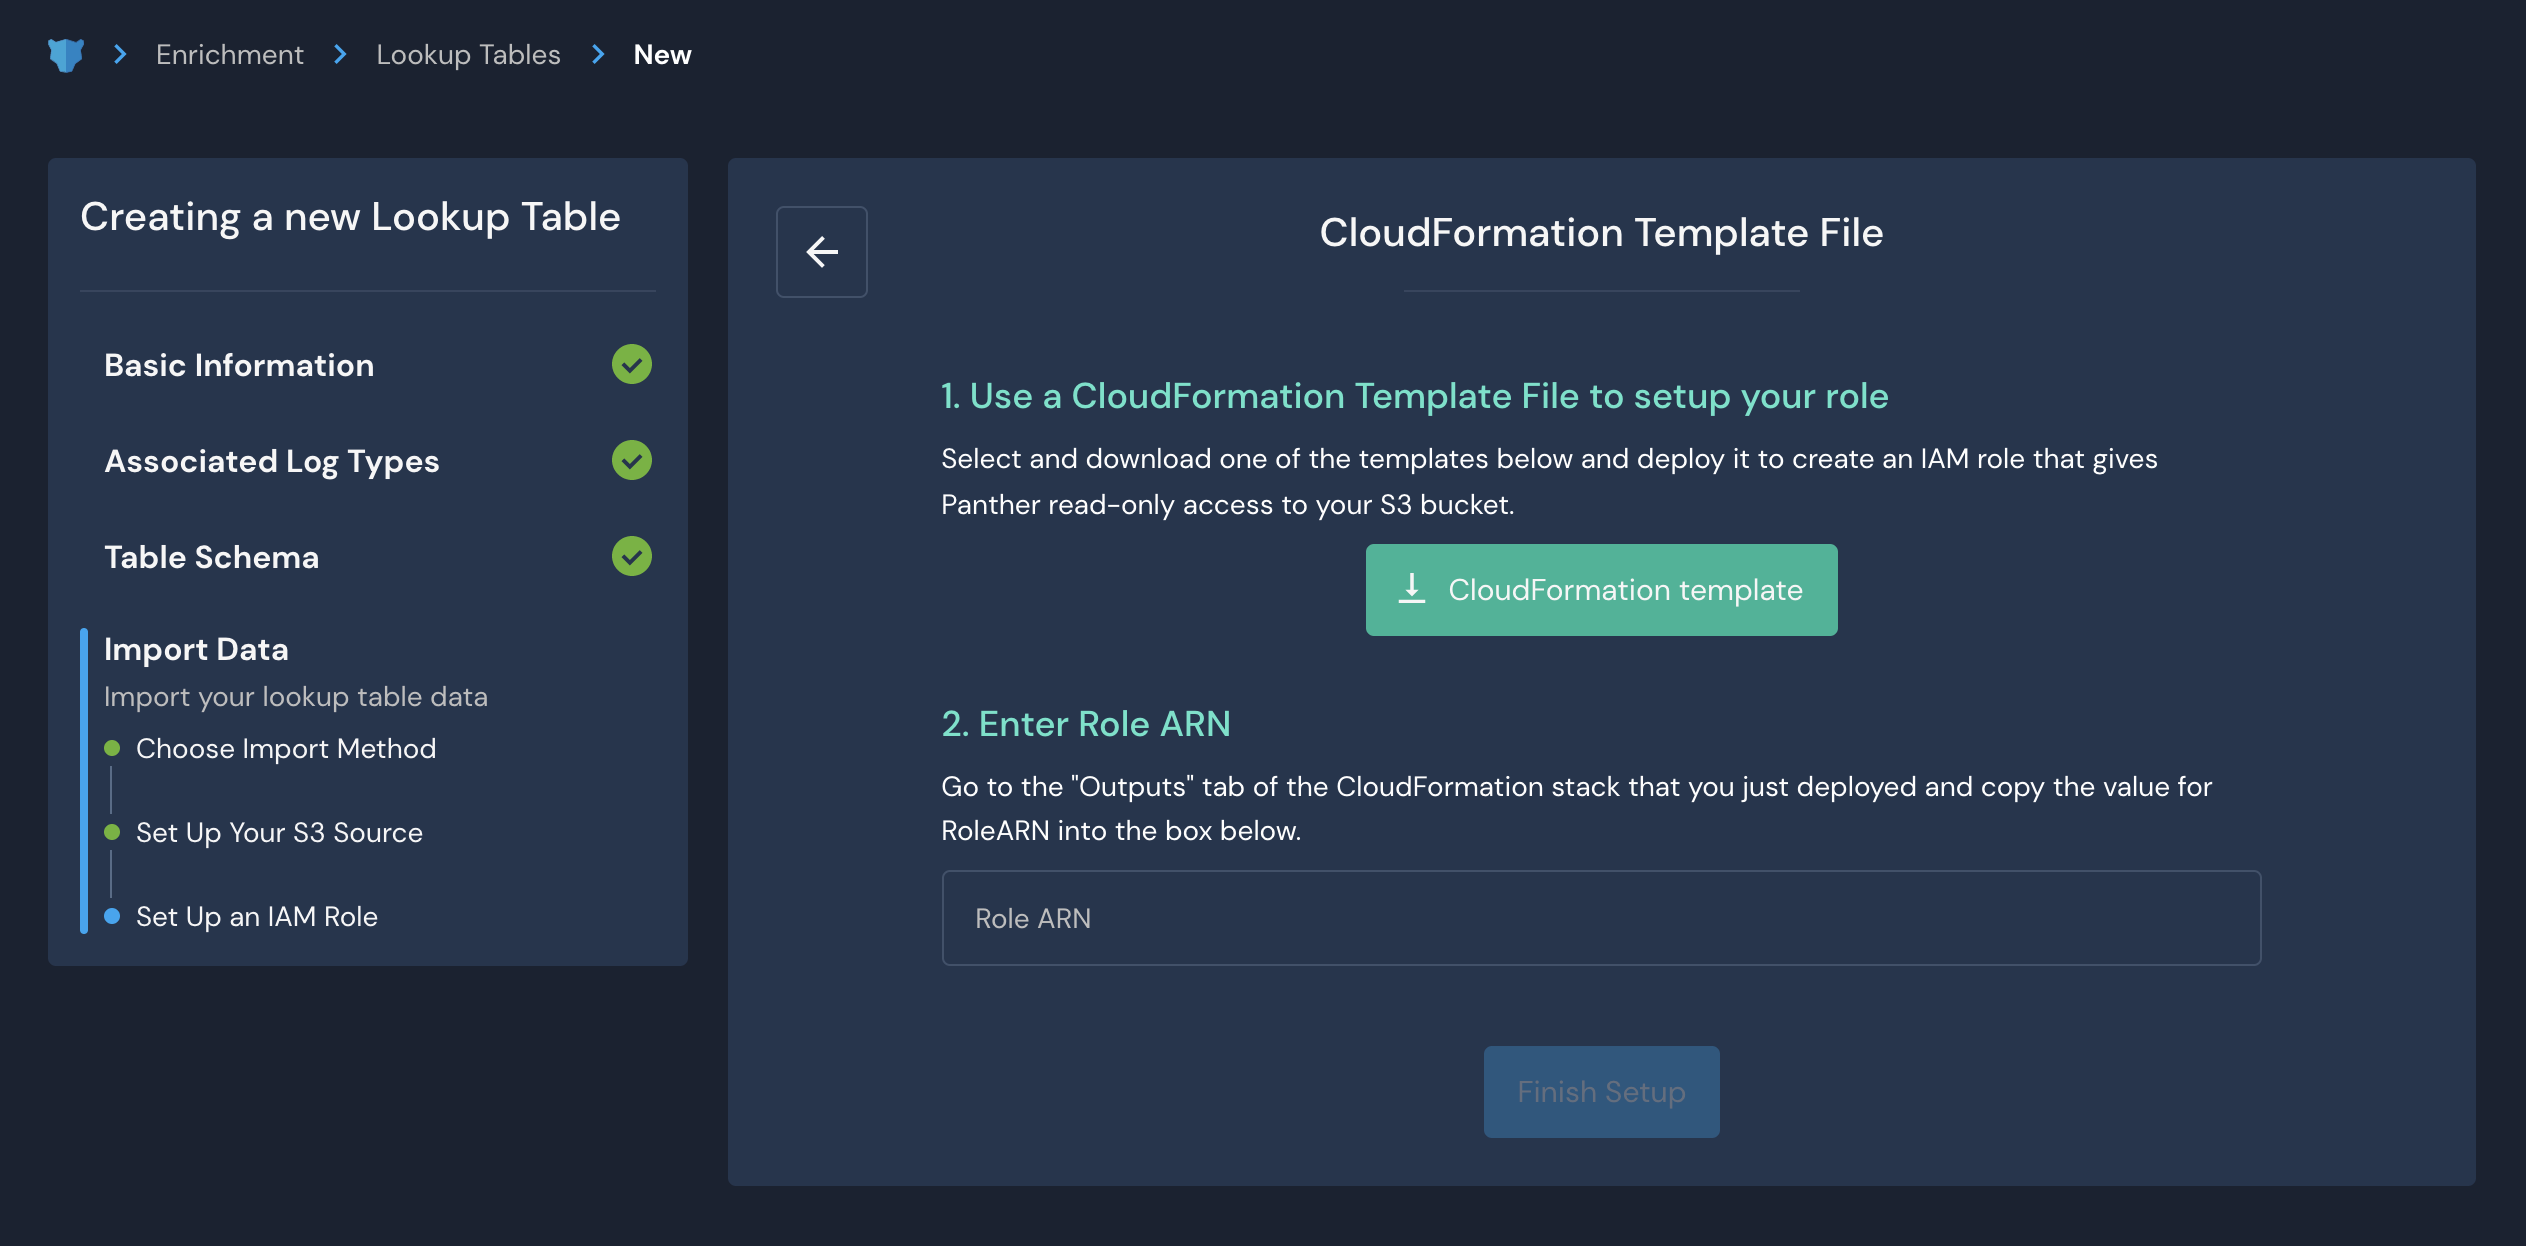 Enrichment
Lookup Tables
New
Creating a new Lookup Table
Basic Information
Associated Log Types
Table Schema
Import Data
Import your lookup table data
Choose Import Method
Set Up Your S3 Source
Set Up an IAM Role
CloudFormation Template File
1. Use a CloudFormation Template File to setup your role
Select and download one of the templates below and deploy it to create an IAM role that gives
Panther read-only access to your S3 bucket.
CloudFormation template
2. Enter Role ARN
Go to the "Outputs" tab of the CloudFormation stack that you just deployed and copy the value for
RoleARN into the box below.
Role ARN
Finish Setup